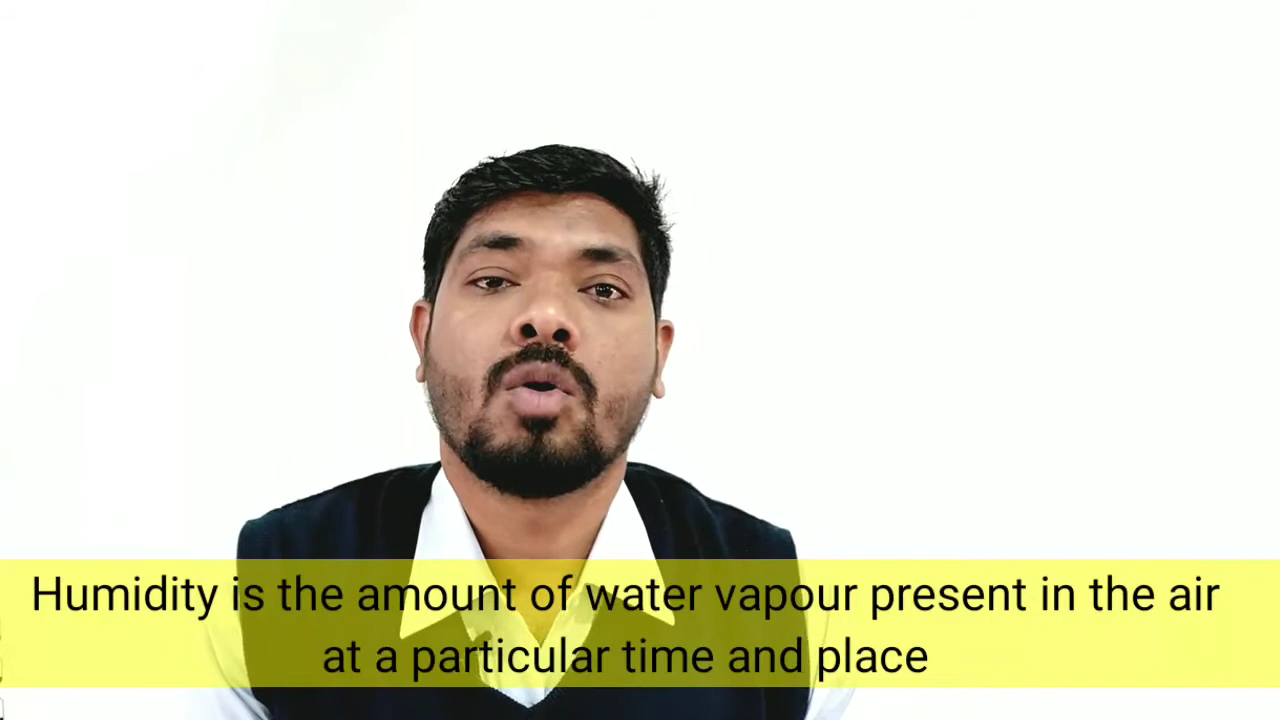 Humidity is the amount of water vapour present in the air
at a particular time and place